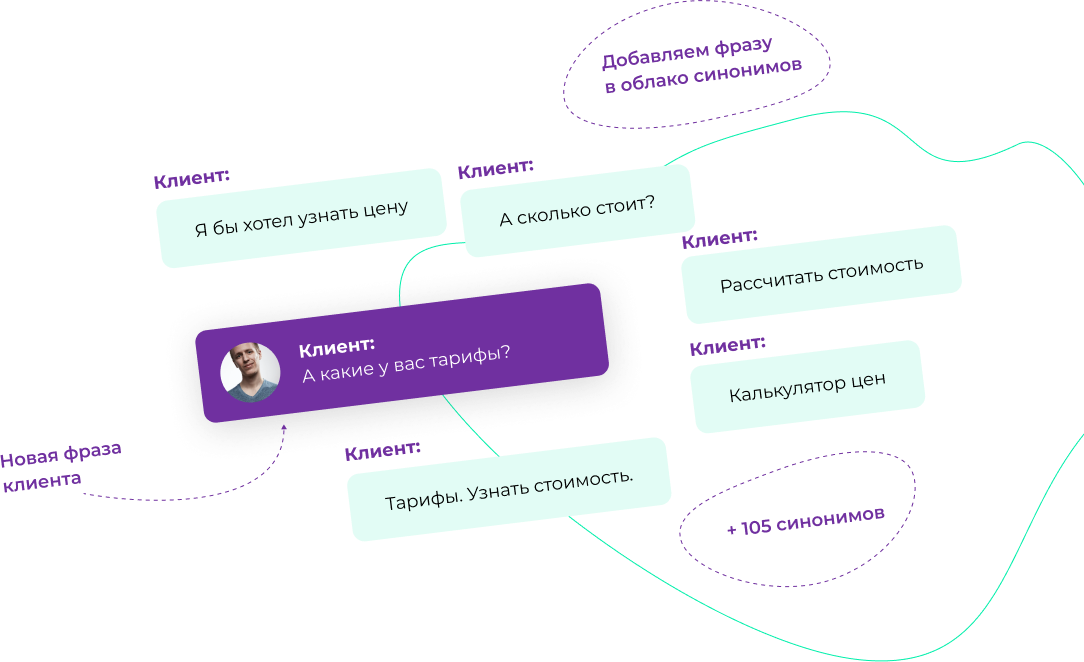 Добавляем фразу
в облако синонимов
Клиент:
Я бы хотел узнать цену
Клиент:
А сколько стоит?
Клиент:
Рассчитать стоимость
Клиент:
А какие у вас тарифы?
Клиент:
Калькулятор цен
Новая фраза
клиента
Клиент:
Тарифы. Узнать стоимость.
+ 105 синонимов